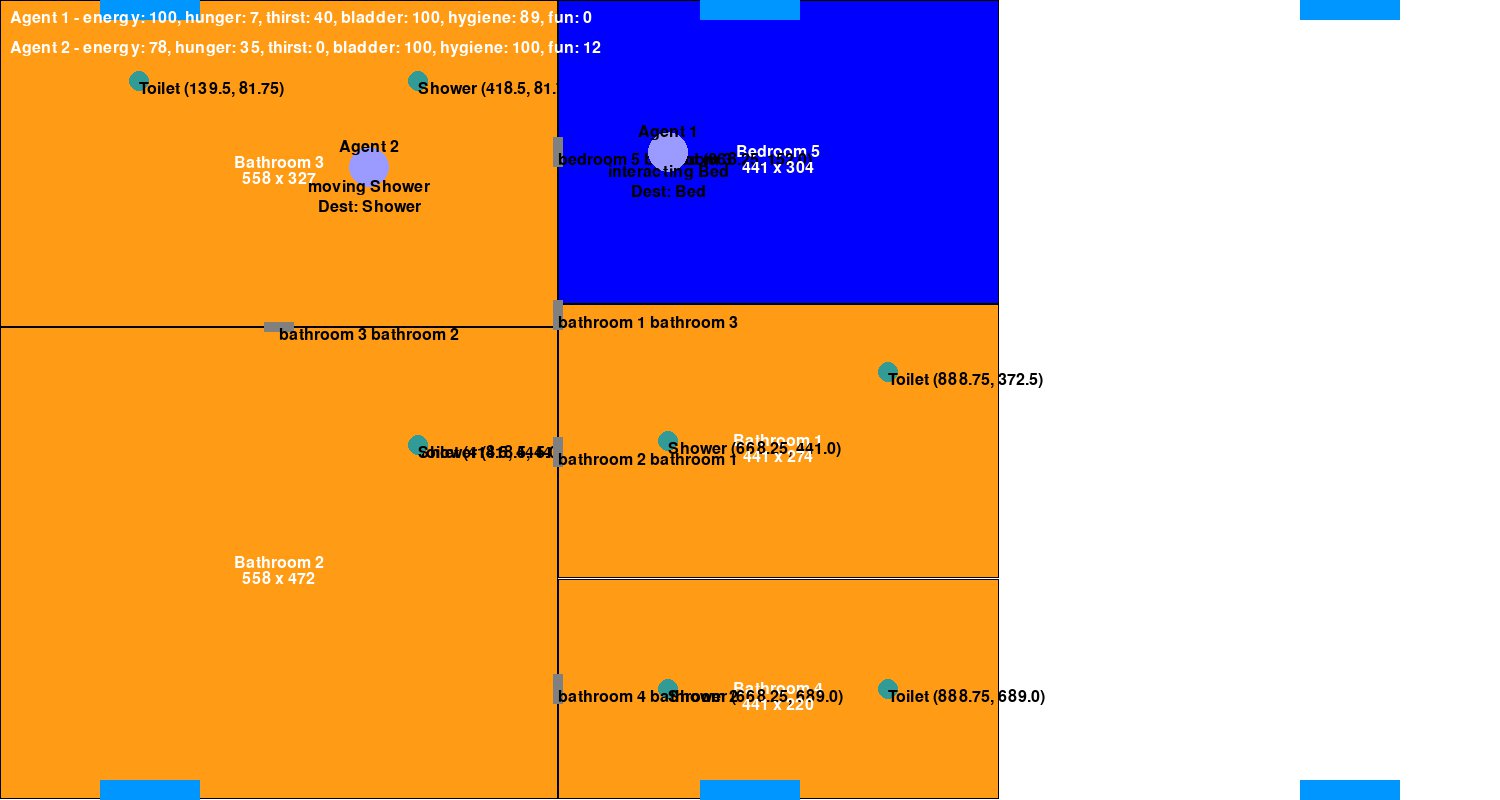 Agent 1 - energy: 100, hunger: 7, thirst: 40, bladder: 100, hygiene: 89, fun: 0
Agent 2 - energy: 78, hunger: 35, thirst: 0, bladder: 100, hygiene: 100, fun: 12
Toilet (139.5, 81.75)
Shower (418.5, 81.
Agent 1
Agent 2
Bedroom 5
441 x 304
bedroom 5
Bathroom 3
558 x 327
interacting Bed
Dest: Bed
moving Shower
Dest: Shower
bathroom 1 bathroom 3
bathroom 3 bathroom 2
Toilet (888.75, 372.5)
Bathroom 1
441 x 274
Shower (668.25, 441.0)
bathroom 2 bathroom 1
Bathroom 2
558 x 472
Bathroom 4
441 x 220
bathroom 4 bathroom 2
Shower (668.25, 689.0)
Toilet (888.75, 689.0)